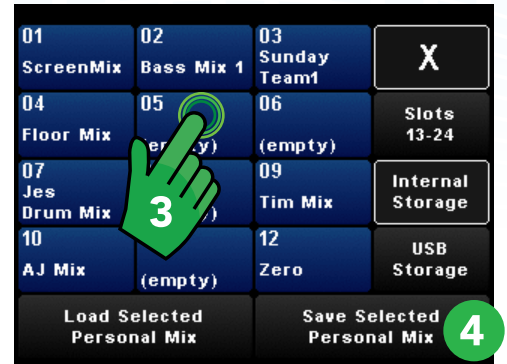 01
ScreenMix
02
Bass Mix 1
03
Sunday
Team1
X
04
Floor Mix
05
06
(empty)
Slots
13-24
07
Jes
Drum Mix
3
09
Tim Mix
Internal
Storage
10
AJ Mix
(empty)
12
Zero
USB
Storage
Load Selected
Personal Mix
Save Selected
Personal Mix
4